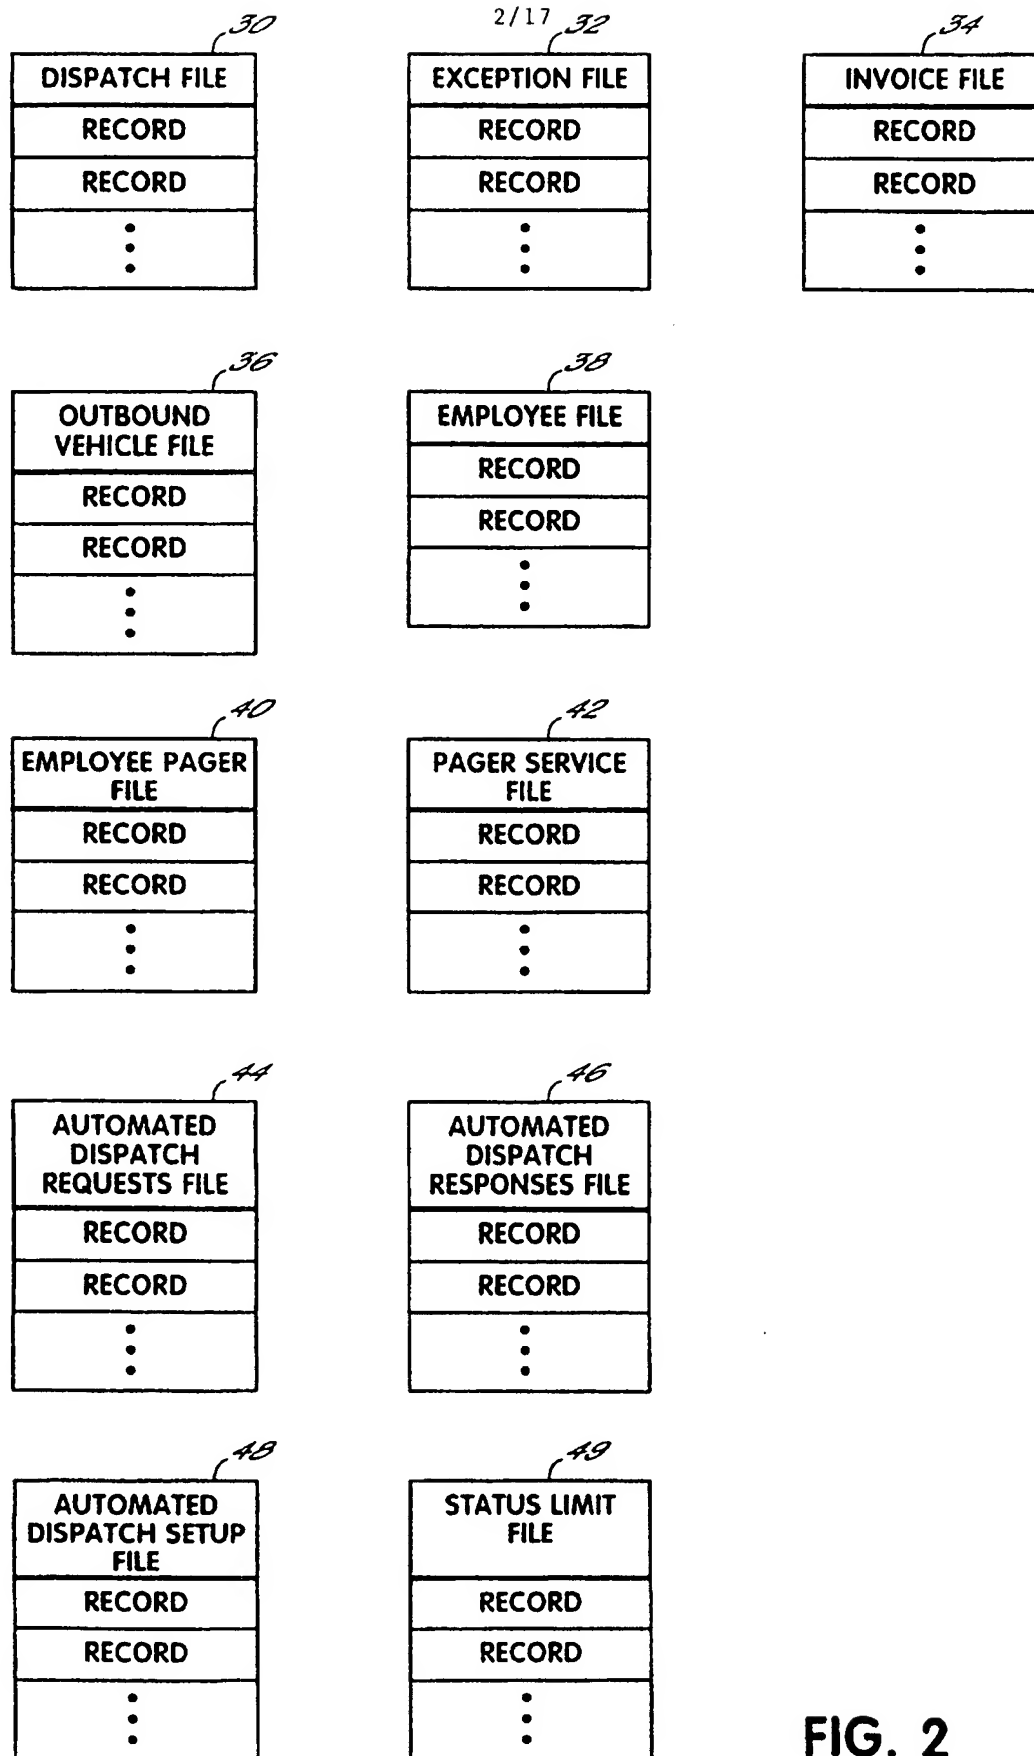 2/17
30
DISPATCH FILE
RECORD
RECORD
32
EXCEPTION FILE
RECORD
RECORD
34
INVOICE FILE
RECORD
RECORD
36
OUTBOUND
VEHICLE FILE
RECORD
RECORD
38
EMPLOYEE FILE
RECORD
RECORD
40
EMPLOYEE PAGER
FILE
RECORD
RECORD
42
PAGER SERVICE
FILE
RECORD
RECORD
44
AUTOMATED
DISPATCH
REQUESTS FILE
RECORD
RECORD
46
AUTOMATED
DISPATCH
RESPONSES FILE
RECORD
RECORD
48
AUTOMATED
DISPATCH SETUP
FILE
RECORD
RECORD
49
STATUS LIMIT
FILE
RECORD
RECORD
FIG. 2